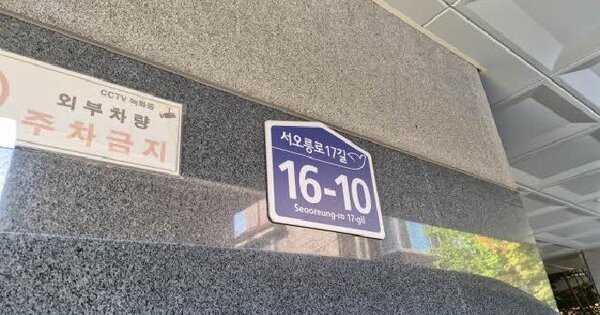 CCTV 녹화중
외부차량
주차금지
서오릉로17길
16-10
Seooreung-ro 17-gil